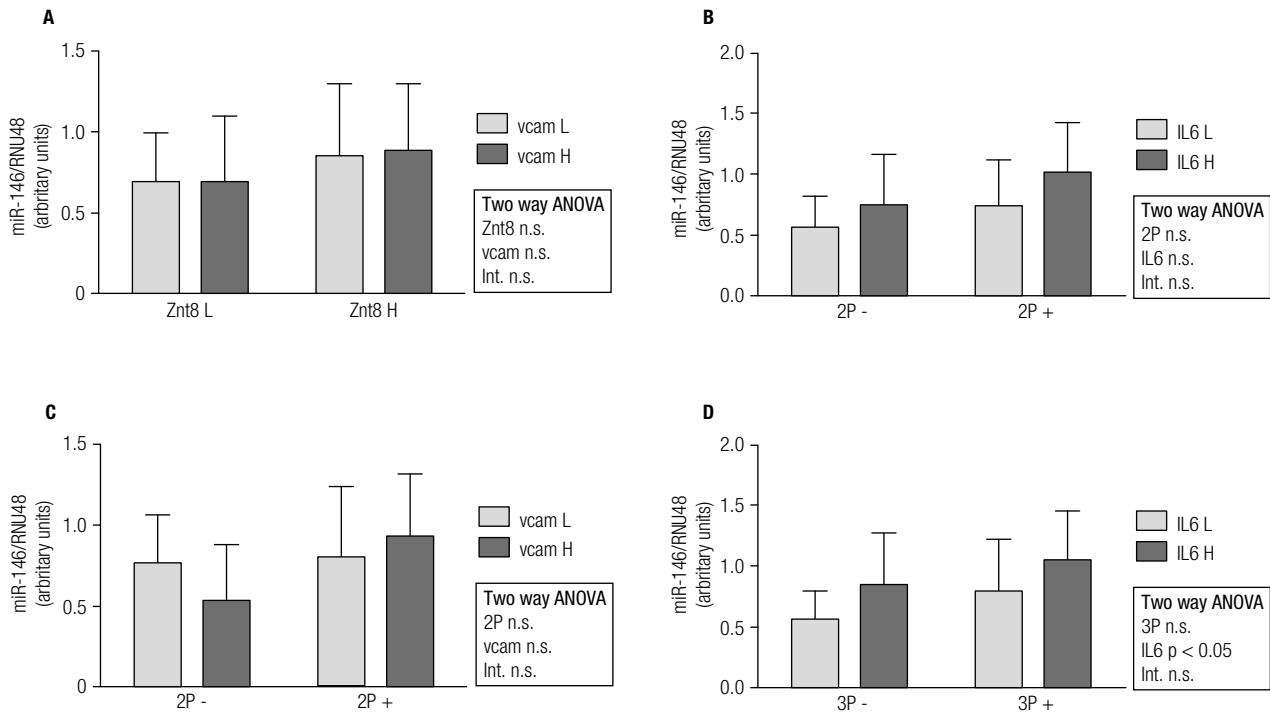 A
miR-146/RNU48
(arbritary units)
1.5
1.0
0.5
0
Znt8 L
Znt8 H
vcam L
vcam H
Two way ANOVA
Znt8 n.s.
vcam n.s.
Int. n.s.
B
miR-146/RNU48
(arbritary units)
2.0
1.5
1.0
0.5
0.0
2P -
2P +
IL6 L
IL6 H
Two way ANOVA
2P n.s.
IL6 n.s.
Int. n.s.
C
miR-146/RNU48
(arbritary units)
1.5
1.0
0.5
0
2P -
2P +
vcam L
vcam H
Two way ANOVA
2P n.s.
vcam n.s.
Int. n.s.
D
miR-146/RNU48
(arbritary units)
2.0
1.5
1.0
0.5
0.0
3P -
3P +
IL6 L
IL6 H
Two way ANOVA
3P n.s.
IL6 p < 0.05
Int. n.s.